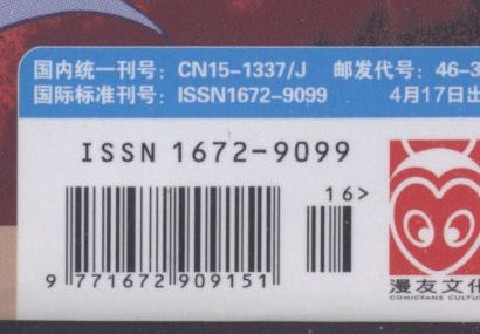 国内统一刊号：CN15-1337/J 邮发代号：46-3
国际标准刊号：ISSN1672-9099 4月17日出
ISSN 1672-9099
16>
9 771672 909151
漫友文化
COMICFANS CULTUR